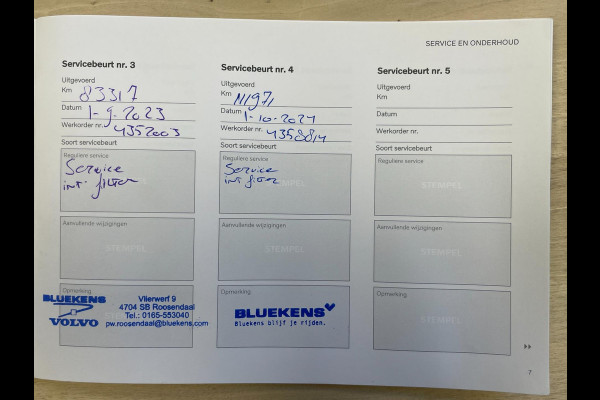 SERVICE EN ONDERHOUD
Servicebeurt nr. 3
Uitgevoerd
Km 83317
Datum 1-9-2023
Werkorder nr. 4352003
Soort servicebeurt
Reguliere service
Service
int. filter
STEMPEL
Aanvullende wijzigingen
STEMPEL
Opmerking
BLUEKENS
VOLVO
Vlierwerf 9
4704 SB Roosendaal
Tel.: 0165-553040
pw.roosendaal@bluekens.com
Servicebeurt nr. 4
Uitgevoerd
Km 111971
Datum 1-10-2024
Werkorder nr. 4358814
Soort servicebeurt
Reguliere service
Service
int filter
STEMPEL
Aanvullende wijzigingen
STEMPEL
Opmerking
BLUEKENS
Bluekens blijf je rijden.
Servicebeurt nr. 5
Uitgevoerd
Km
Datum
Werkorder nr.
Soort servicebeurt
Reguliere service
STEMPEL
Aanvullende wijzigingen
STEMPEL
Opmerking
STEMPEL
7